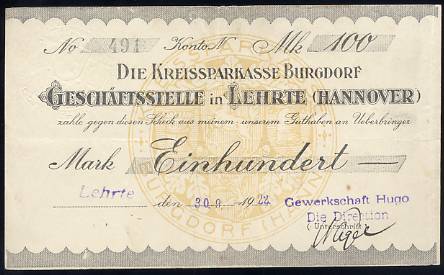 No 491 Konto N. Mk 100
DIE KREISSPARKASSE BURGDORF
GESCHÄFTSSTELLE in LEHRTE (HANNOVER)
zahle gegen diesen Scheck aus meinem - unserem Guthaben an Ueberbringer
Mark Einhundert —
Lehrte den 30.9. 1922 Gewerkschaft Hugo
Die Direktion
(Unterschrift)